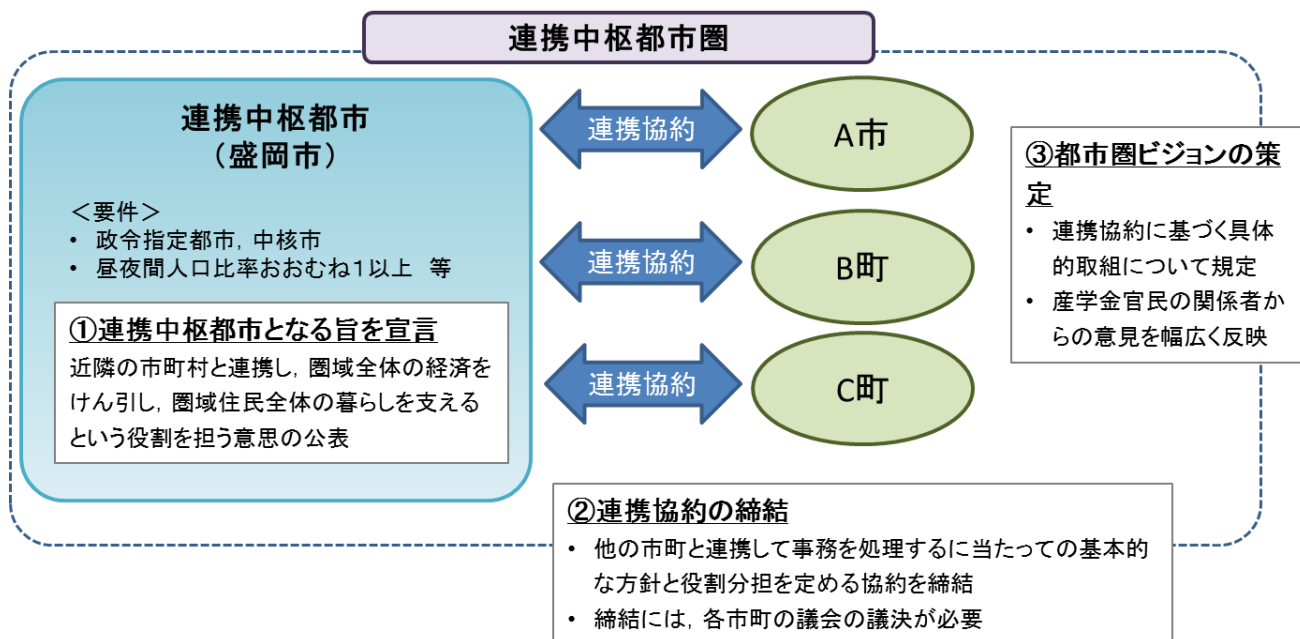 連携中枢都市圏
連携中枢都市
（盛岡市）
＜要件＞
• 政令指定都市，中核市
• 昼夜間人口比率おおむね１以上　等
①連携中枢都市となる旨を宣言
近隣の市町村と連携し，圏域全体の経済を
けん引し，圏域住民全体の暮らしを支える
という役割を担う意思の公表
連携協約
A市
連携協約
B町
連携協約
C町
③都市圏ビジョンの策
定
• 連携協約に基づく具体
的取組について規定
• 産学金官民の関係者か
らの意見を幅広く反映
②連携協約の締結
• 他の市町と連携して事務を処理するに当たっての基本的
な方針と役割分担を定める協約を締結
• 締結には，各市町の議会の議決が必要